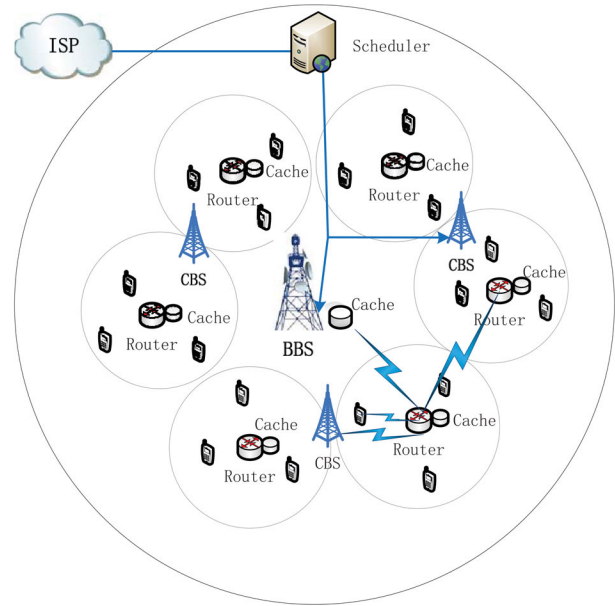 ISP
Scheduler
Cache
Router
Cache
Router
CBS
CBS
Cache
Router
Cache
Router
Cache
BBS
Cache
Router
CBS
Cache
Router